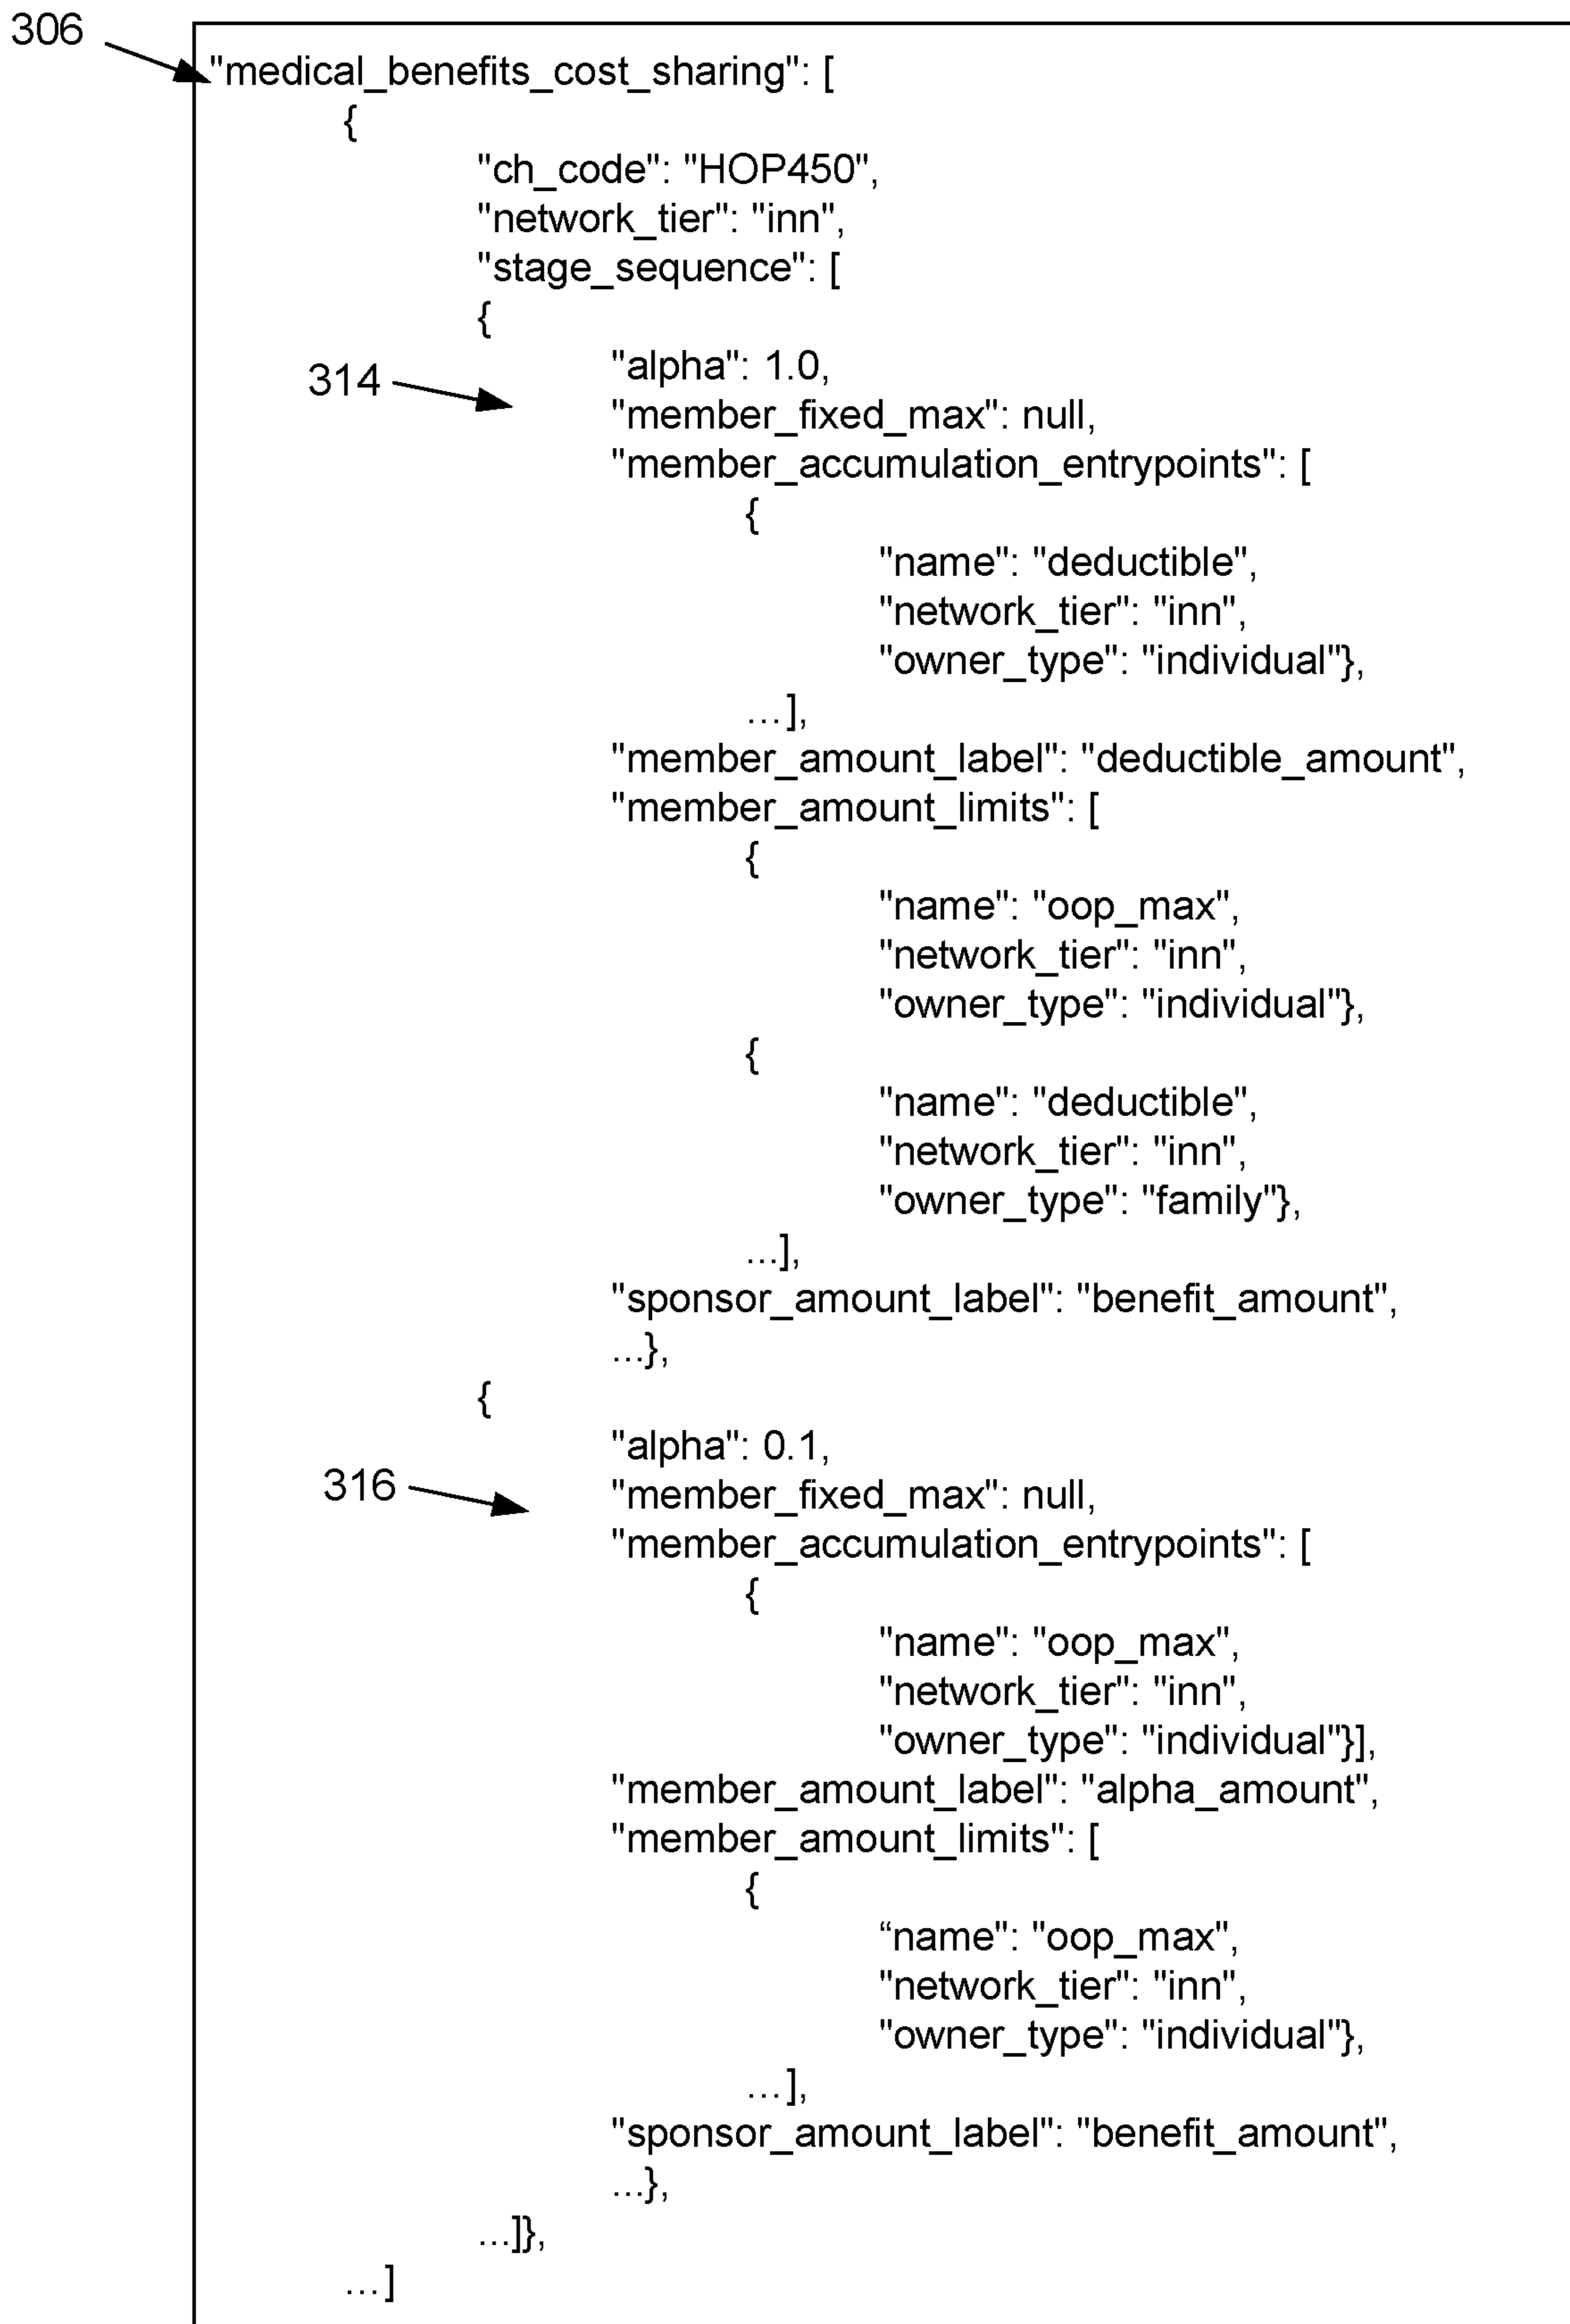 306
"medical_benefits_cost_sharing": [
{
"ch_code": "HOP450",
"network_tier": "inn",
"stage_sequence": [
{
"alpha": 1.0,
314
"member_fixed_max": null,
"member_accumulation_entrypoints": [
{
"name": "deductible",
"network_tier": "inn",
"owner_type": "individual"},
...],
"member_amount_label": "deductible_amount",
"member_amount_limits": [
{
"name": "oop_max",
"network_tier": "inn",
"owner_type": "individual"},
{
"name": "deductible",
"network_tier": "inn",
"owner_type": "family"},
...],
"sponsor_amount_label": "benefit_amount",
...},
{
"alpha": 0.1,
316
"member_fixed_max": null,
"member_accumulation_entrypoints": [
{
"name": "oop_max",
"network_tier": "inn",
"owner_type": "individual"}],
"member_amount_label": "alpha_amount",
"member_amount_limits": [
{
“name": "oop_max",
"network_tier": "inn",
"owner_type": "individual"},
...],
"sponsor_amount_label": "benefit_amount",
...},
...]},
...]